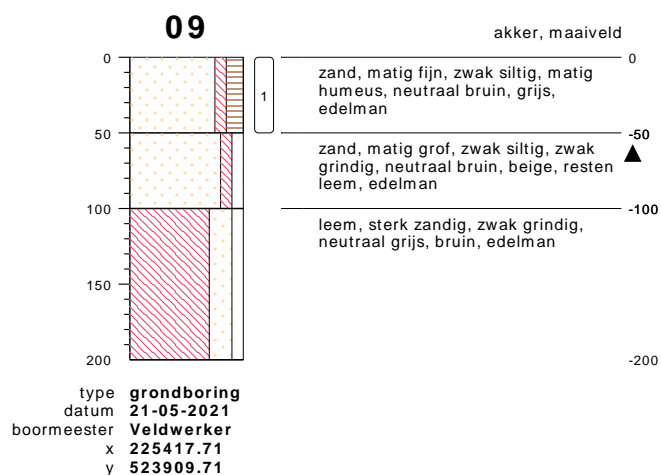 09
akker, maaiveld
0
0
zand, matig fijn, zwak siltig, matig
humeus, neutraal bruin, grijs,
edelman
1
50
-50
zand, matig grof, zwak siltig, zwak
grindig, neutraal bruin, beige, resten
leem, edelman
100
-100
leem, sterk zandig, zwak grindig,
neutraal grijs, bruin, edelman
150
200
-200
type grondboring
datum 21-05-2021
boormeester Veldwerker
x 225417.71
y 523909.71